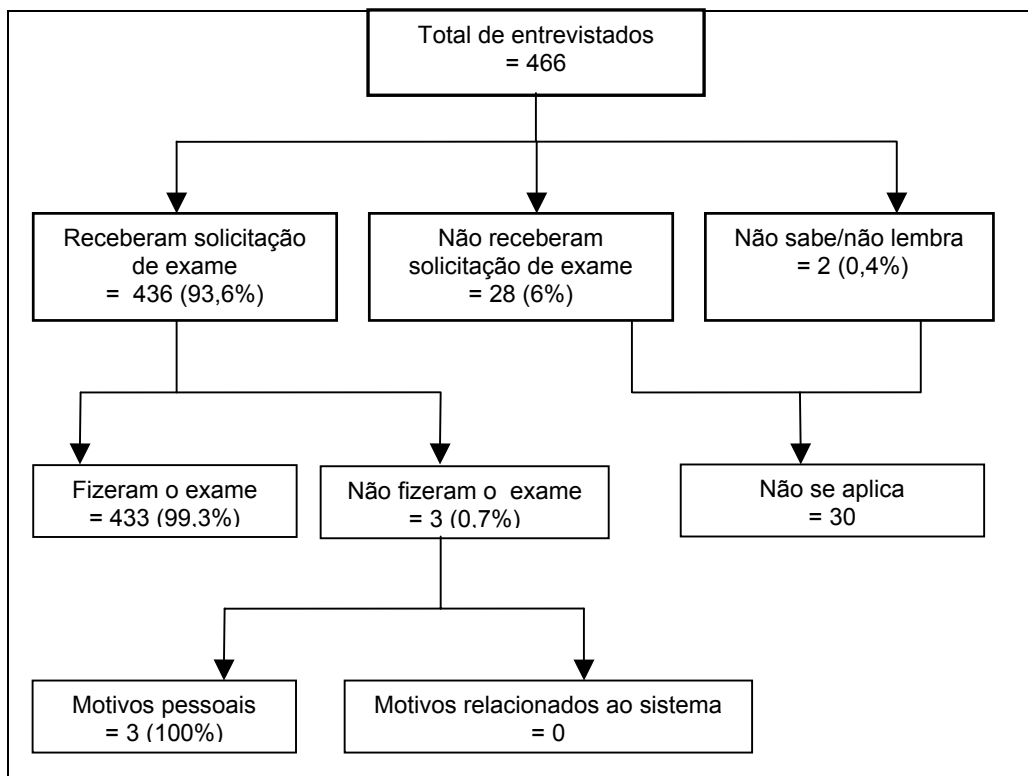 Total de entrevistados
= 466
Receberam solicitação
de exame
= 436 (93,6%)
Não receberam
solicitação de exame
= 28 (6%)
Não sabe/não lembra
= 2 (0,4%)
Fizeram o exame
= 433 (99,3%)
Não fizeram o exame
= 3 (0,7%)
Não se aplica
= 30
Motivos pessoais
= 3 (100%)
Motivos relacionados ao sistema
= 0